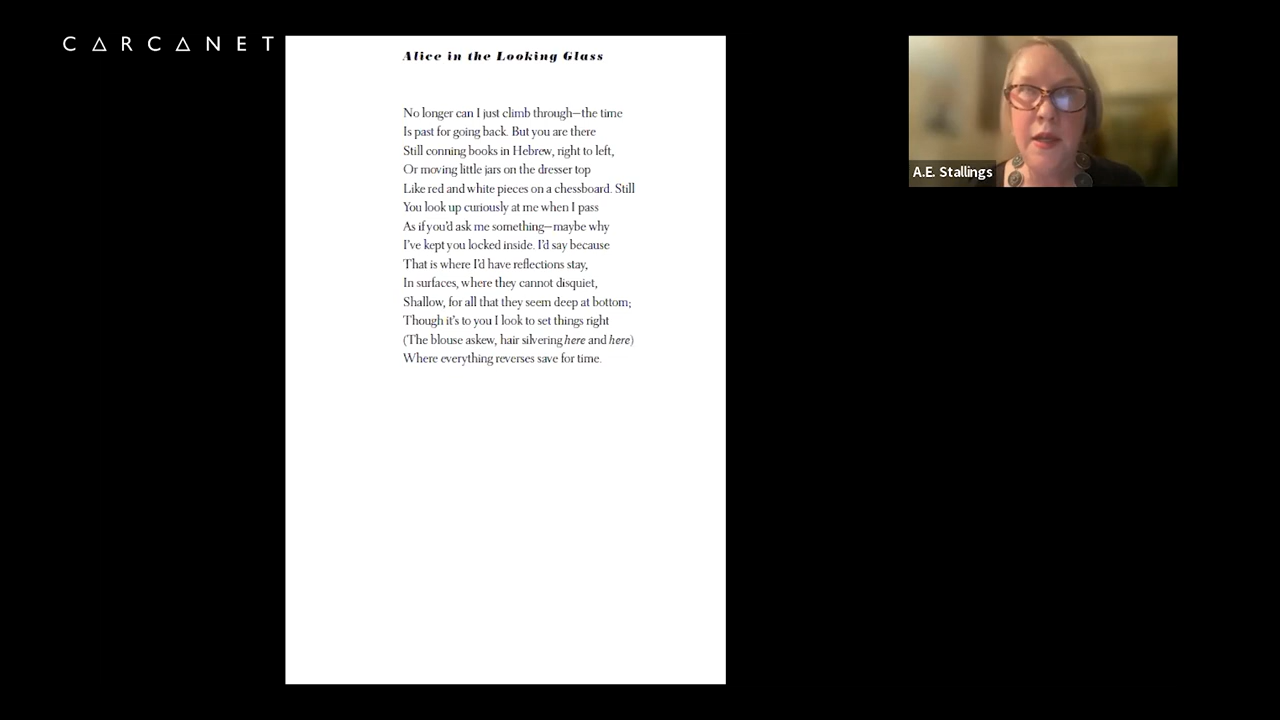 CARCANET
Alice in the Looking Glass
No longer can I just climb through—the time
Is past for going back. But you are there
Still conning books in Hebrew, right to left,
Or moving little jars on the dresser top
Like red and white pieces on a chessboard. Still
You look up curiously at me when I pass
As if you'd ask me something—maybe why
I've kept you locked inside. I'd say because
That is where I'd have reflections stay,
In surfaces, where they cannot disquiet,
Shallow, for all that they seem deep at bottom;
Though it's to you I look to set things right
(The blouse askew, hair silvering here and here)
Where everything reverses save for time.
A.E. Stallings